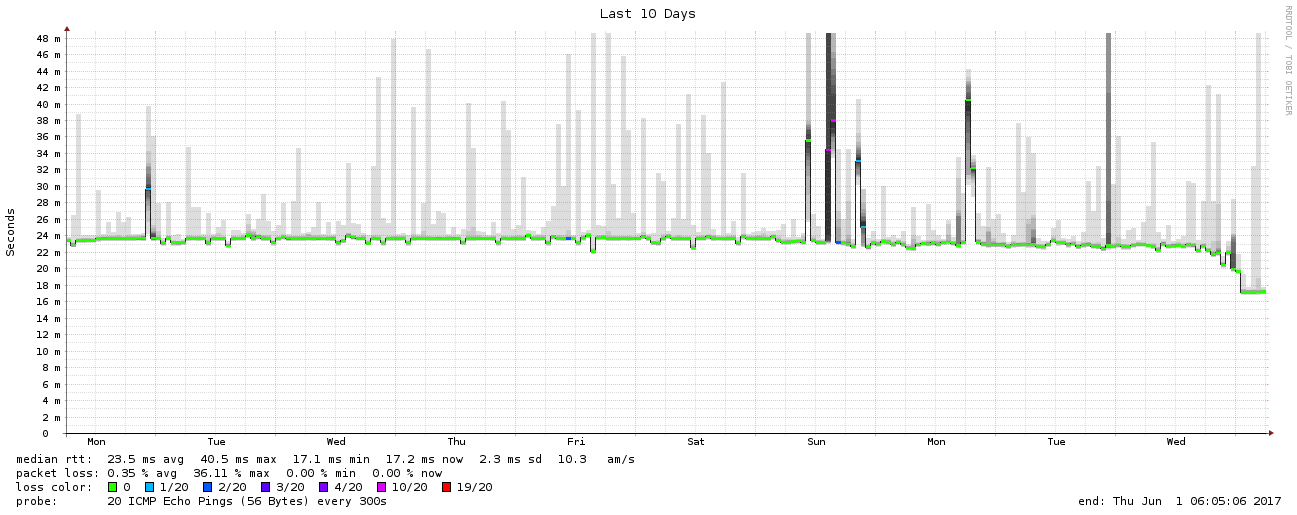 Last 10 Days
RRDTOOL / TOBI OETIKER
Seconds
48 m
46 m
44 m
42 m
40 m
38 m
36 m
34 m
32 m
30 m
28 m
26 m
24 m
22 m
20 m
18 m
16 m
14 m
12 m
10 m
8 m
6 m
4 m
2 m
0
Mon Tue Wed Thu Fri Sat Sun Mon Tue Wed
median rtt: 23.5 ms avg 40.5 ms max 17.1 ms min 17.2 ms now 2.3 ms sd 10.3 am/s
packet loss: 0.35 % avg 36.11 % max 0.00 % min 0.00 % now
loss color: 0 1/20 2/20 3/20 4/20 10/20 19/20
probe: 20 ICMP Echo Pings (56 Bytes) every 300s end: Thu Jun 1 06:05:06 2017